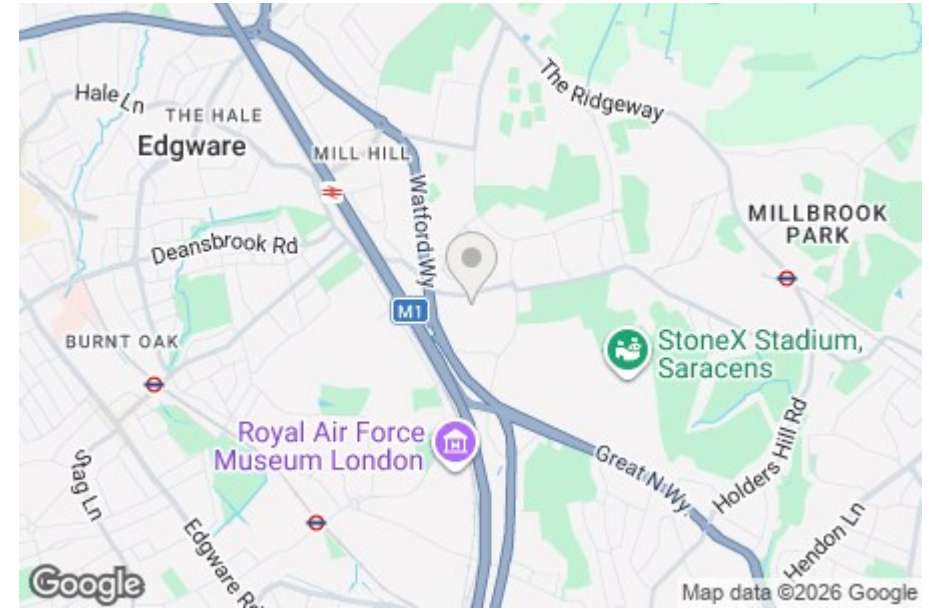 The Ridgeway
Hale Ln
THE HALE
Edgware
MILL HILL
Watford Wy
MILLBROOK
PARK
Deansbrook Rd
M1
BURNT OAK
StoneX Stadium,
Saracens
Royal Air Force
Museum London
Great N Wy.
Holders Hill Rd
Stag Ln
Edgware Rd
Hendon Ln
Google
Map data ©2026 Google